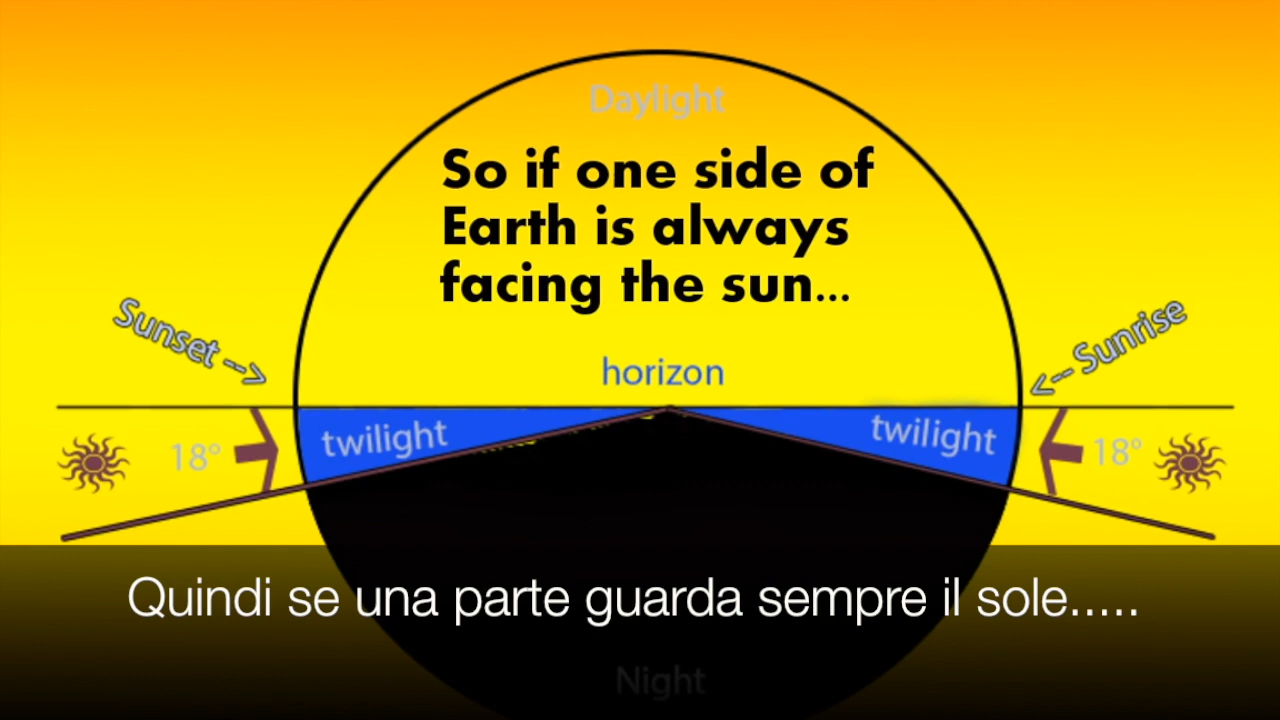 Daylight
So if one side of
Earth is always
facing the sun...
Sunset -->
<-- Sunrise
horizon
twilight
twilight
18°
18°
Quindi se una parte guarda sempre il sole.....
Night